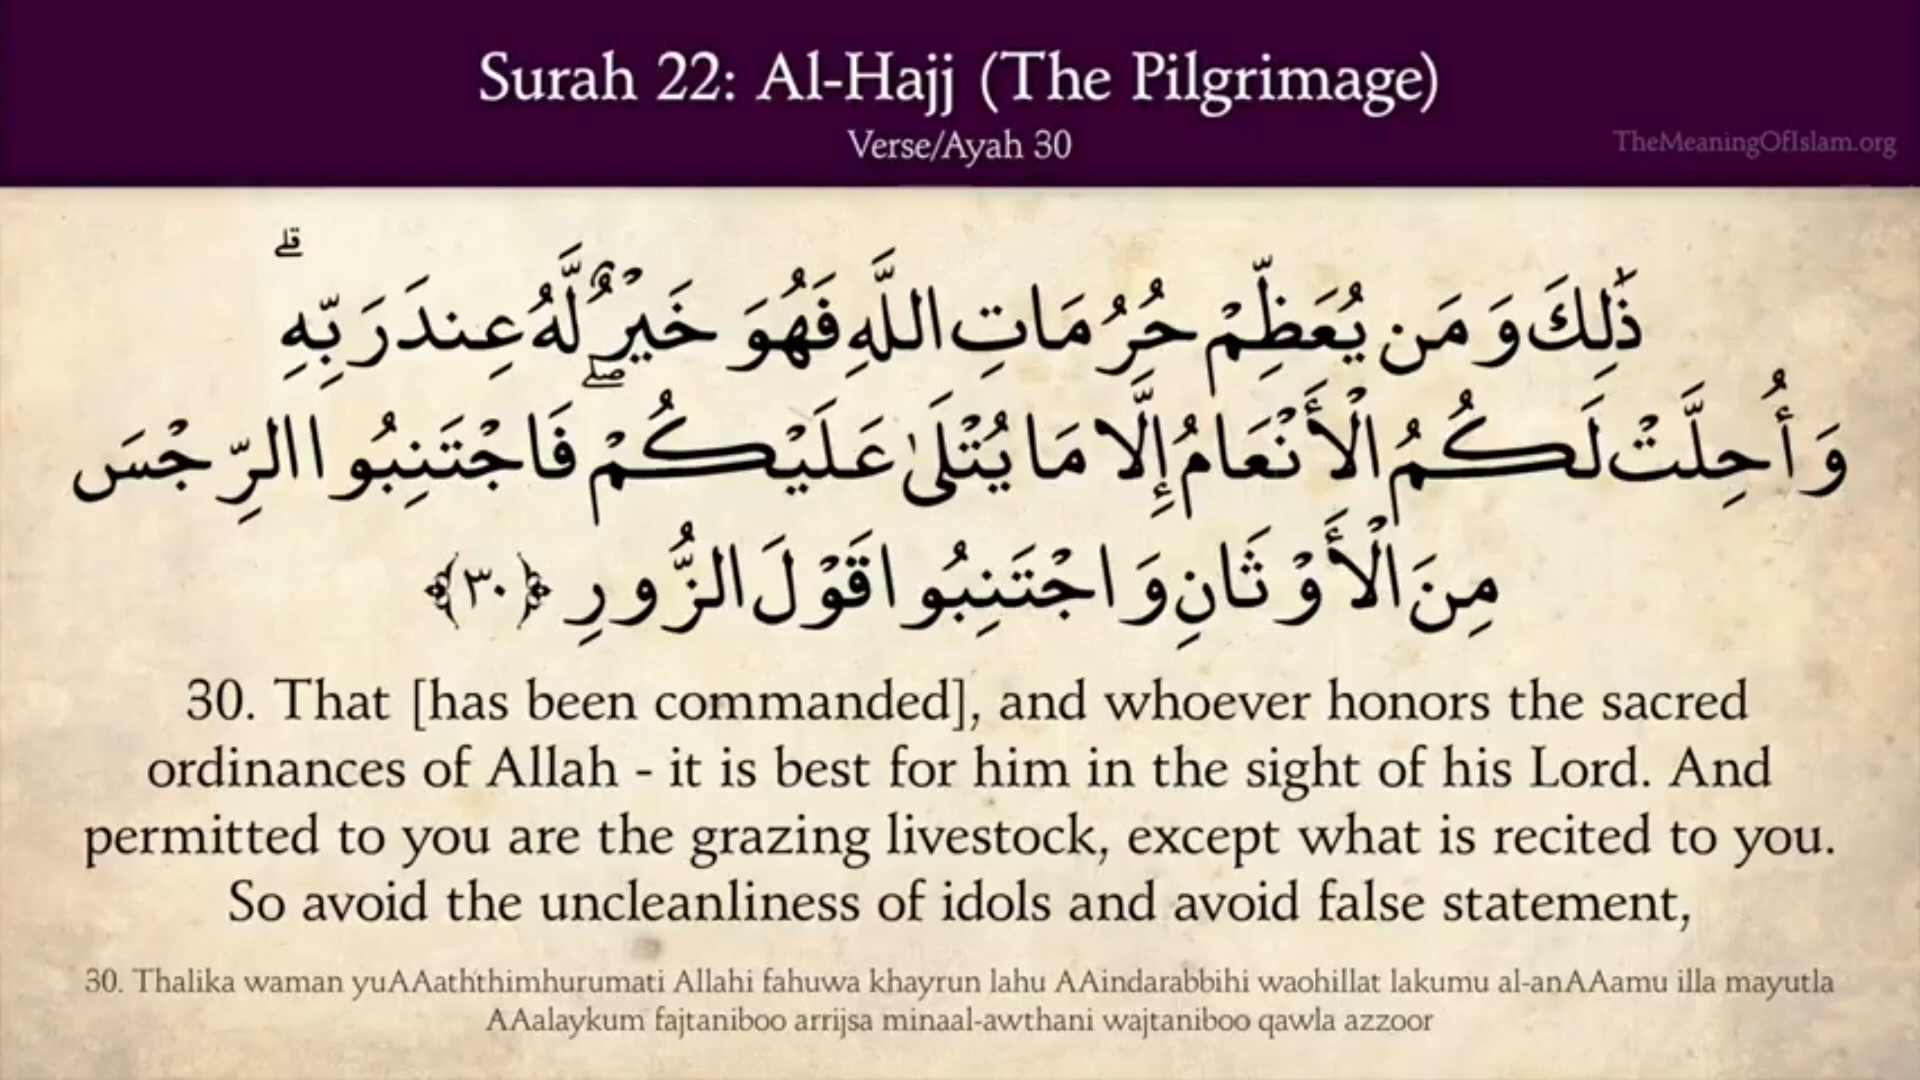 Surah 22: Al-Hajj (The Pilgrimage)
Verse/Ayah 30
TheMeaningOfIslam.org
ذَٰلِكَ وَمَن يُعَظِّمْ حُرُمَاتِ اللَّهِ فَهُوَ خَيْرٌ لَّهُ عِندَ رَبِّهِ ۗ
وَأُحِلَّتْ لَكُمُ الْأَنْعَامُ إِلَّا مَا يُتْلَىٰ عَلَيْكُمْ ۖ فَاجْتَنِبُوا الرِّجْسَ
مِنَ الْأَوْثَانِ وَاجْتَنِبُوا قَوْلَ الزُّورِ ﴿٣٠﴾
30. That [has been commanded], and whoever honors the sacred
ordinances of Allah - it is best for him in the sight of his Lord. And
permitted to you are the grazing livestock, except what is recited to you.
So avoid the uncleanliness of idols and avoid false statement,
30. Thalika waman yuAAaththimhurumati Allahi fahuwa khayrun lahu AAindarabbihi waohillat lakumu al-anAAamu illa mayutla
AAalaykum fajtaniboo arrijsa minaal-awthani wajtaniboo qawla azzoor